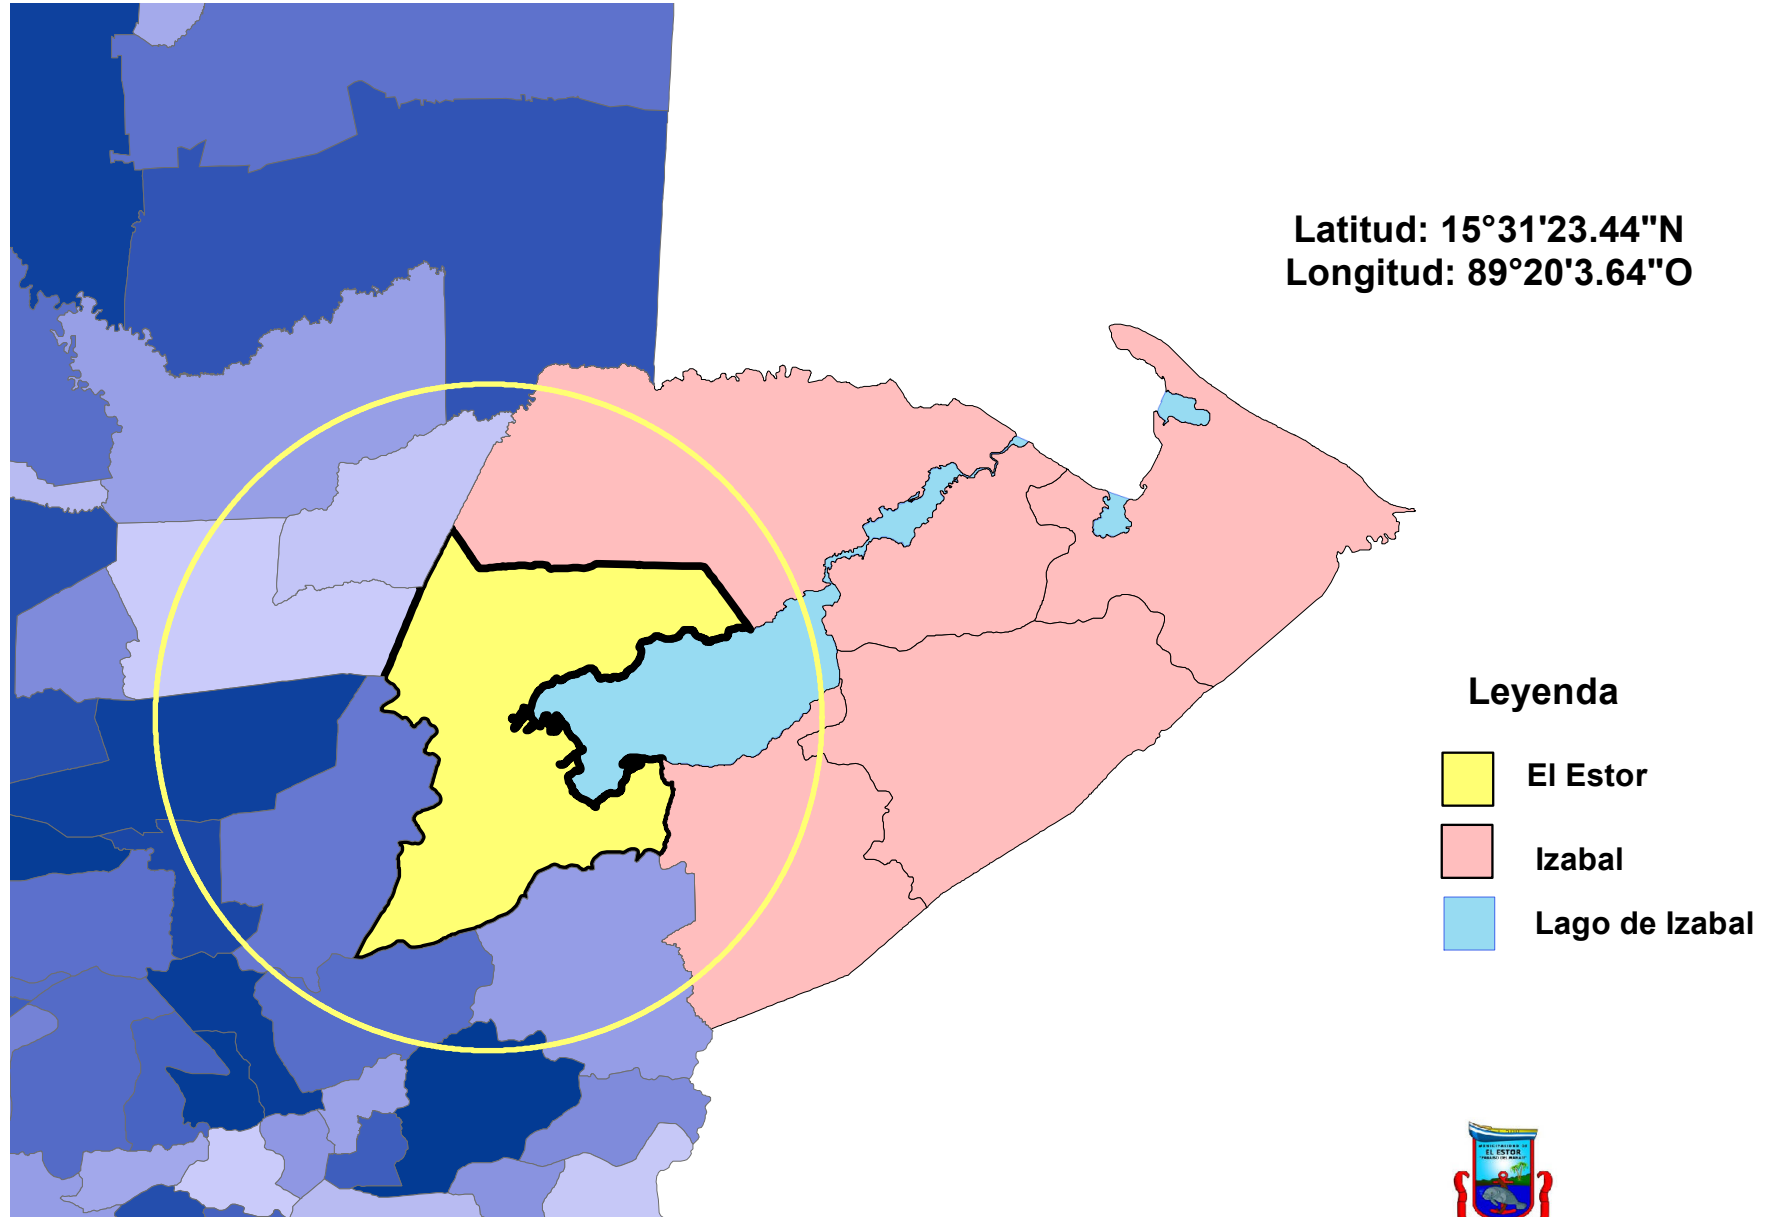 Latitud: 15°31'23.44"N
Longitud: 89°20'3.64"O
Leyenda
El Estor
Izabal
Lago de Izabal
EL ESTOR